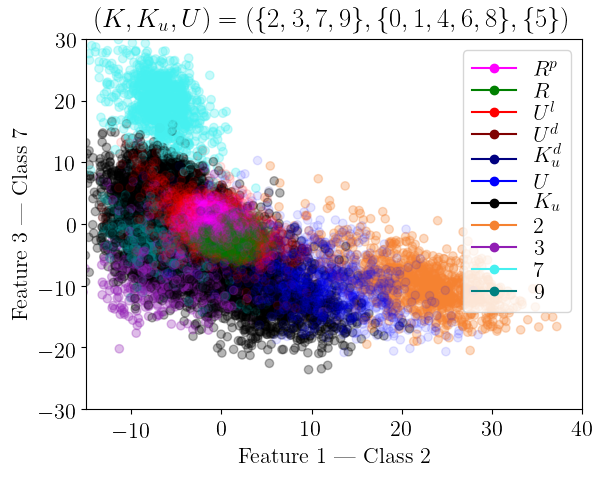 (K, K_u, U) = ({2, 3, 7, 9}, {0, 1, 4, 6, 8}, {5})
30
20
10
0
−10
−20
−30
Feature 3 — Class 7
R^p
R
U^l
U^d
K_u^d
U
K_u
2
3
7
9
−10
0
10
20
30
40
Feature 1 — Class 2